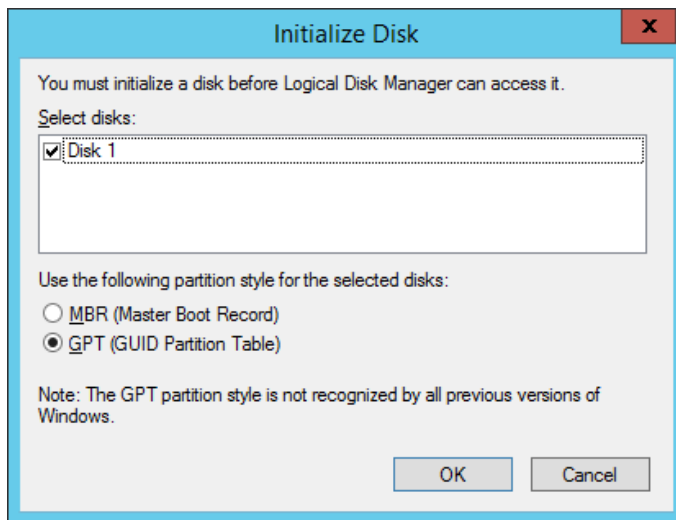 Initialize Disk
x
You must initialize a disk before Logical Disk Manager can access it.
Select disks:
Disk 1
Use the following partition style for the selected disks:
MBR (Master Boot Record)
GPT (GUID Partition Table)
Note: The GPT partition style is not recognized by all previous versions of
Windows.
OK Cancel